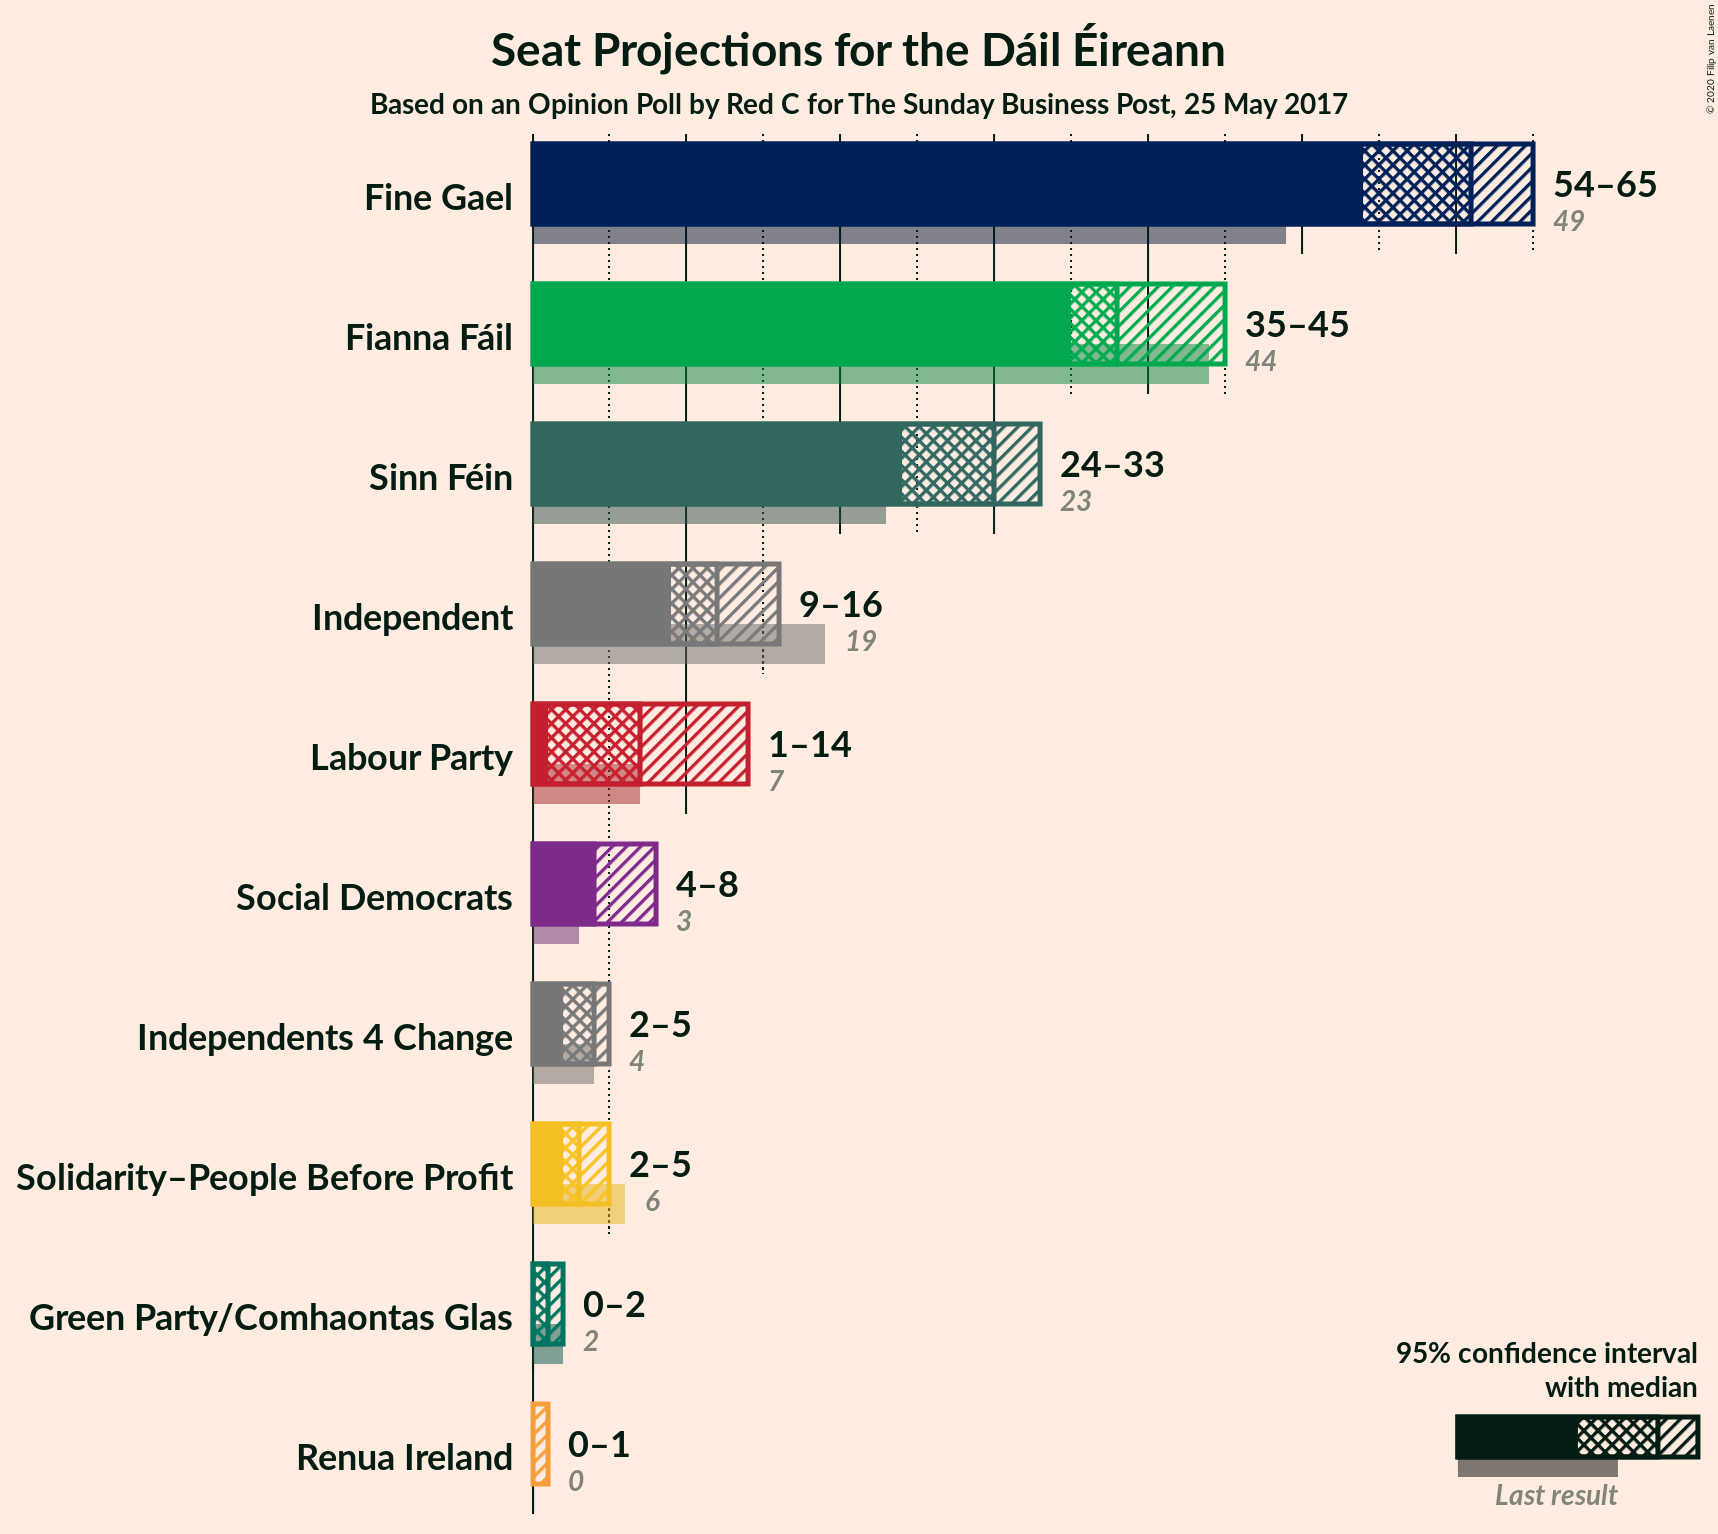 Seat Projections for the Dáil Éireann
Based on an Opinion Poll by Red C for The Sunday Business Post, 25 May 2017
© 2020 Filip van Laenen
Fine Gael
54–65
49
Fianna Fáil
35–45
44
Sinn Féin
24–33
23
Independent
9–16
19
Labour Party
1–14
7
Social Democrats
4–8
3
Independents 4 Change
2–5
4
Solidarity–People Before Profit
2–5
6
Green Party/Comhaontas Glas
0–2
2
Renua Ireland
0–1
0
95% confidence interval
with median
Last result